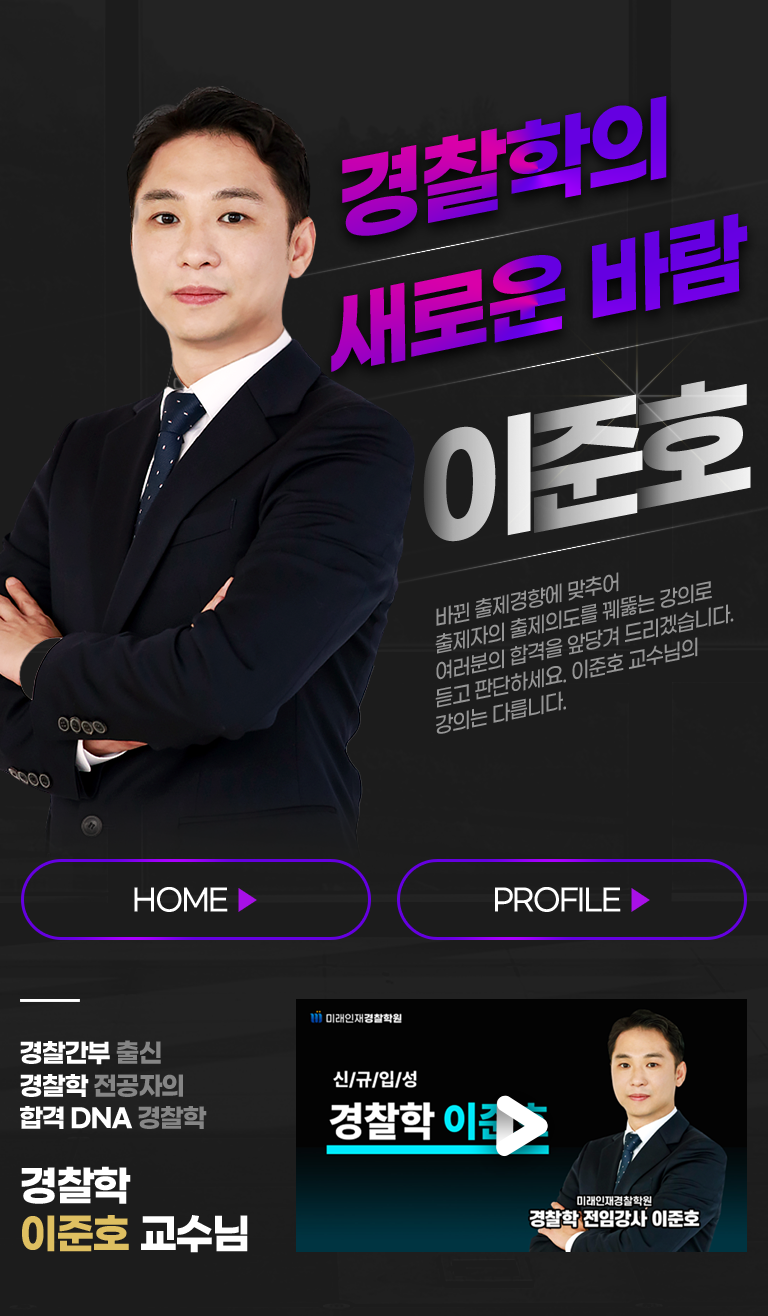 경찰학의
새로운 바람
이준호
바뀐 출제경향에 맞추어
출제자의 출제의도를 꿰뚫는 강의로
여러분의 합격을 앞당겨 드리겠습니다.
듣고 판단하세요. 이준호 교수님의
강의는 다릅니다.
HOME
PROFILE
경찰간부 출신
경찰학 전공자의
합격 DNA 경찰학
경찰학
이준호 교수님
미래인재경찰학원
신/규/입/성
경찰학 이준호
미래인재경찰학원
경찰학 전임강사 이준호